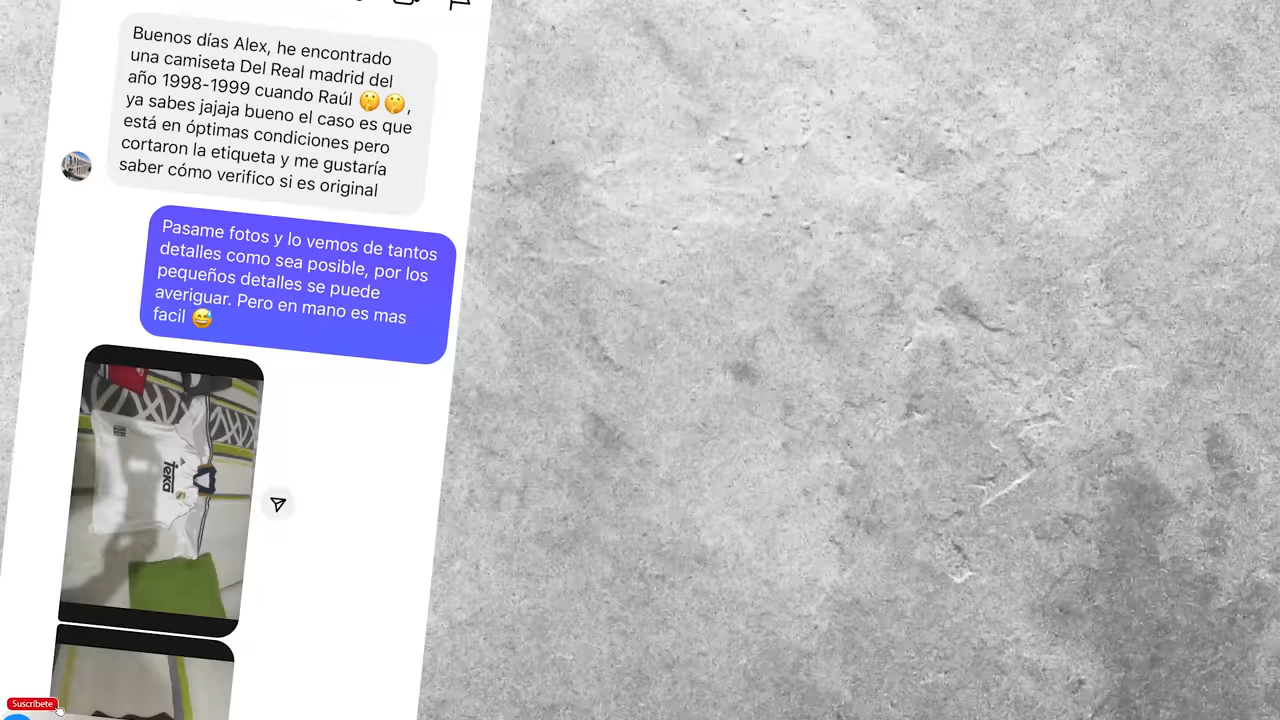 Buenos días Alex, he encontrado
una camiseta Del Real madrid del
año 1998-1999 cuando Raúl 🤫🤫,
ya sabes jajaja bueno el caso es que
está en óptimas condiciones pero
cortaron la etiqueta y me gustaría
saber cómo verifico si es original
Pasame fotos y lo vemos de tantos
detalles como sea posible, por los
pequeños detalles se puede
averiguar. Pero en mano es mas
facil 😅
Teka
Suscríbete